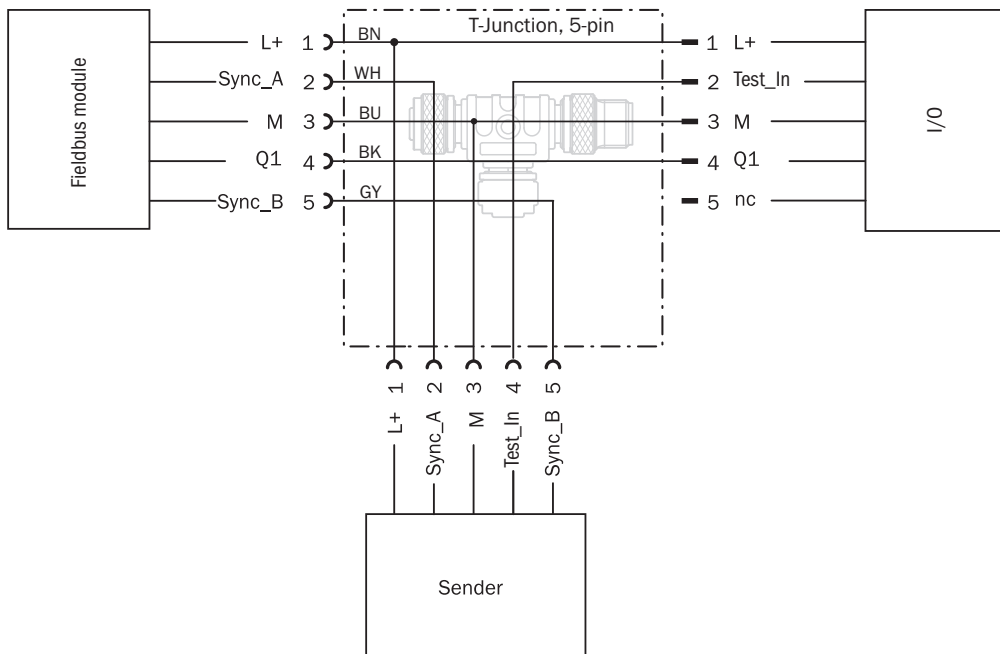 T-Junction, 5-pin
Fieldbus module
L+ 1 BN
Sync_A 2 WH
M 3 BU
Q1 4 BK
Sync_B 5 GY
1 L+
2 Test_In
3 M
4 Q1
5 nc
I/O
1 2 3 4 5
L+ Sync_A M Test_In Sync_B
Sender